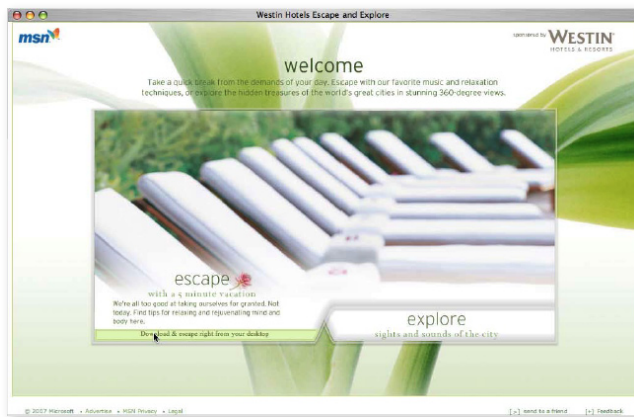 Westin Hotels Escape and Explore
msn
sponsored by WESTIN
HOTELS & RESORTS
welcome
Take a quick break from the demands of your day. Escape with our favorite music and relaxation
techniques, or explore the hidden treasures of the world's great cities in stunning 360-degree views.
escape
with a 5 minute vacation
We're all too good at taking ourselves for granted. Not
today. Find tips for relaxing and rejuvenating mind and
body here.
Download & escape right from your desktop
explore
sights and sounds of the city
© 2007 Microsoft • Advertise • MSN Privacy • Legal
[»] send to a friend [+] Feedback